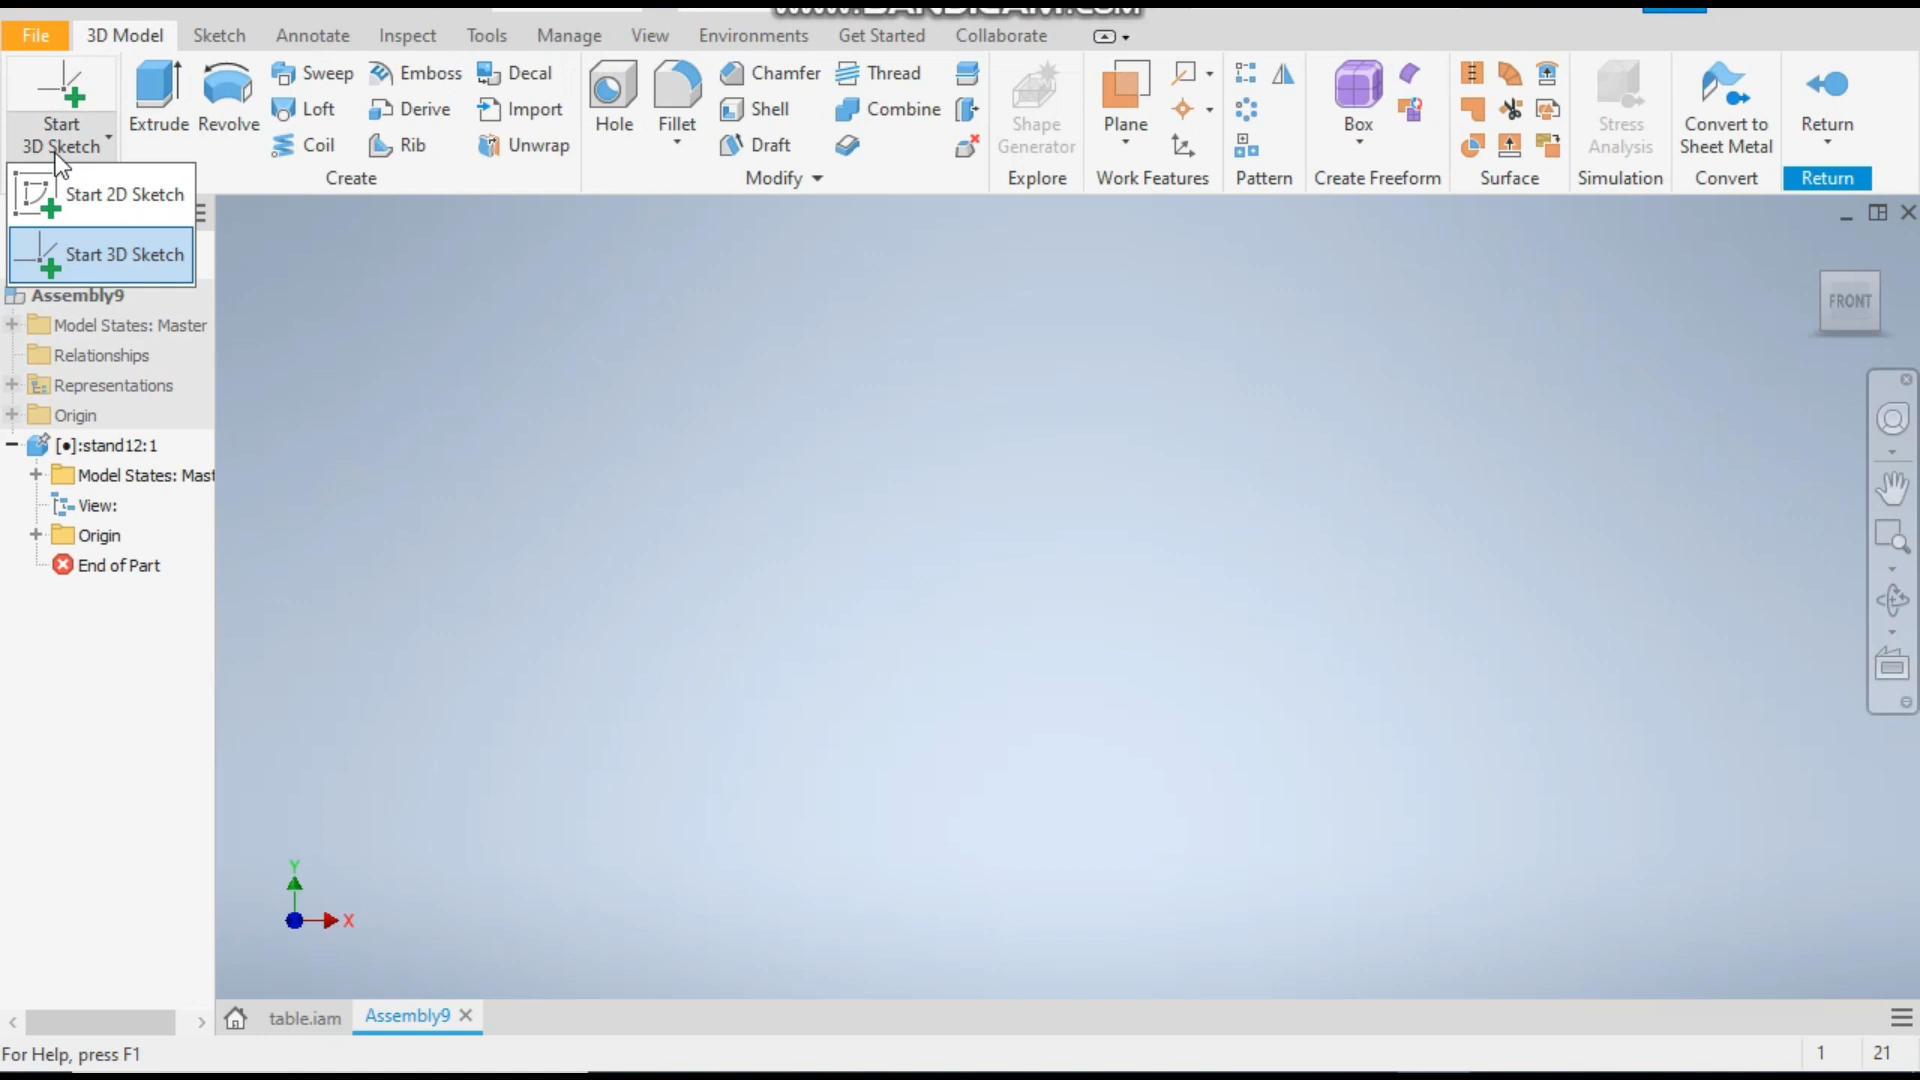 www.BANDICAM.com
File 3D Model Sketch Annotate Inspect Tools Manage View Environments Get Started Collaborate
Start
3D Sketch
Extrude
Revolve
Sweep
Loft
Coil
Emboss
Derive
Rib
Decal
Import
Unwrap
Create
Hole
Fillet
Chamfer
Shell
Draft
Thread
Combine
Modify
Shape
Generator
Explore
Plane
Work Features
Pattern
Box
Create Freeform
Surface
Stress
Analysis
Simulation
Convert to
Sheet Metal
Convert
Return
Return
Start 2D Sketch
Start 3D Sketch
Assembly9
Model States: Master
Relationships
Representations
Origin
[●]:stand12:1
Model States: Mast
View:
Origin
End of Part
FRONT
Y
X
table.iam
Assembly9
For Help, press F1
1 21